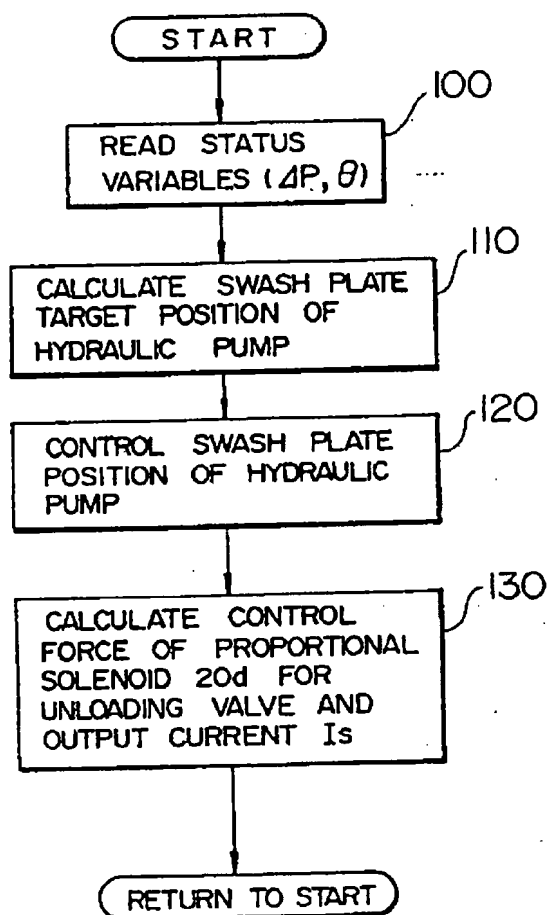 START
100
READ STATUS
VARIABLES (ΔP, θ) ....
110
CALCULATE SWASH PLATE
TARGET POSITION OF
HYDRAULIC PUMP
120
CONTROL SWASH PLATE
POSITION OF HYDRAULIC
PUMP
130
CALCULATE CONTROL
FORCE OF PROPORTIONAL
SOLENOID 20d FOR
UNLOADING VALVE AND
OUTPUT CURRENT Is
RETURN TO START